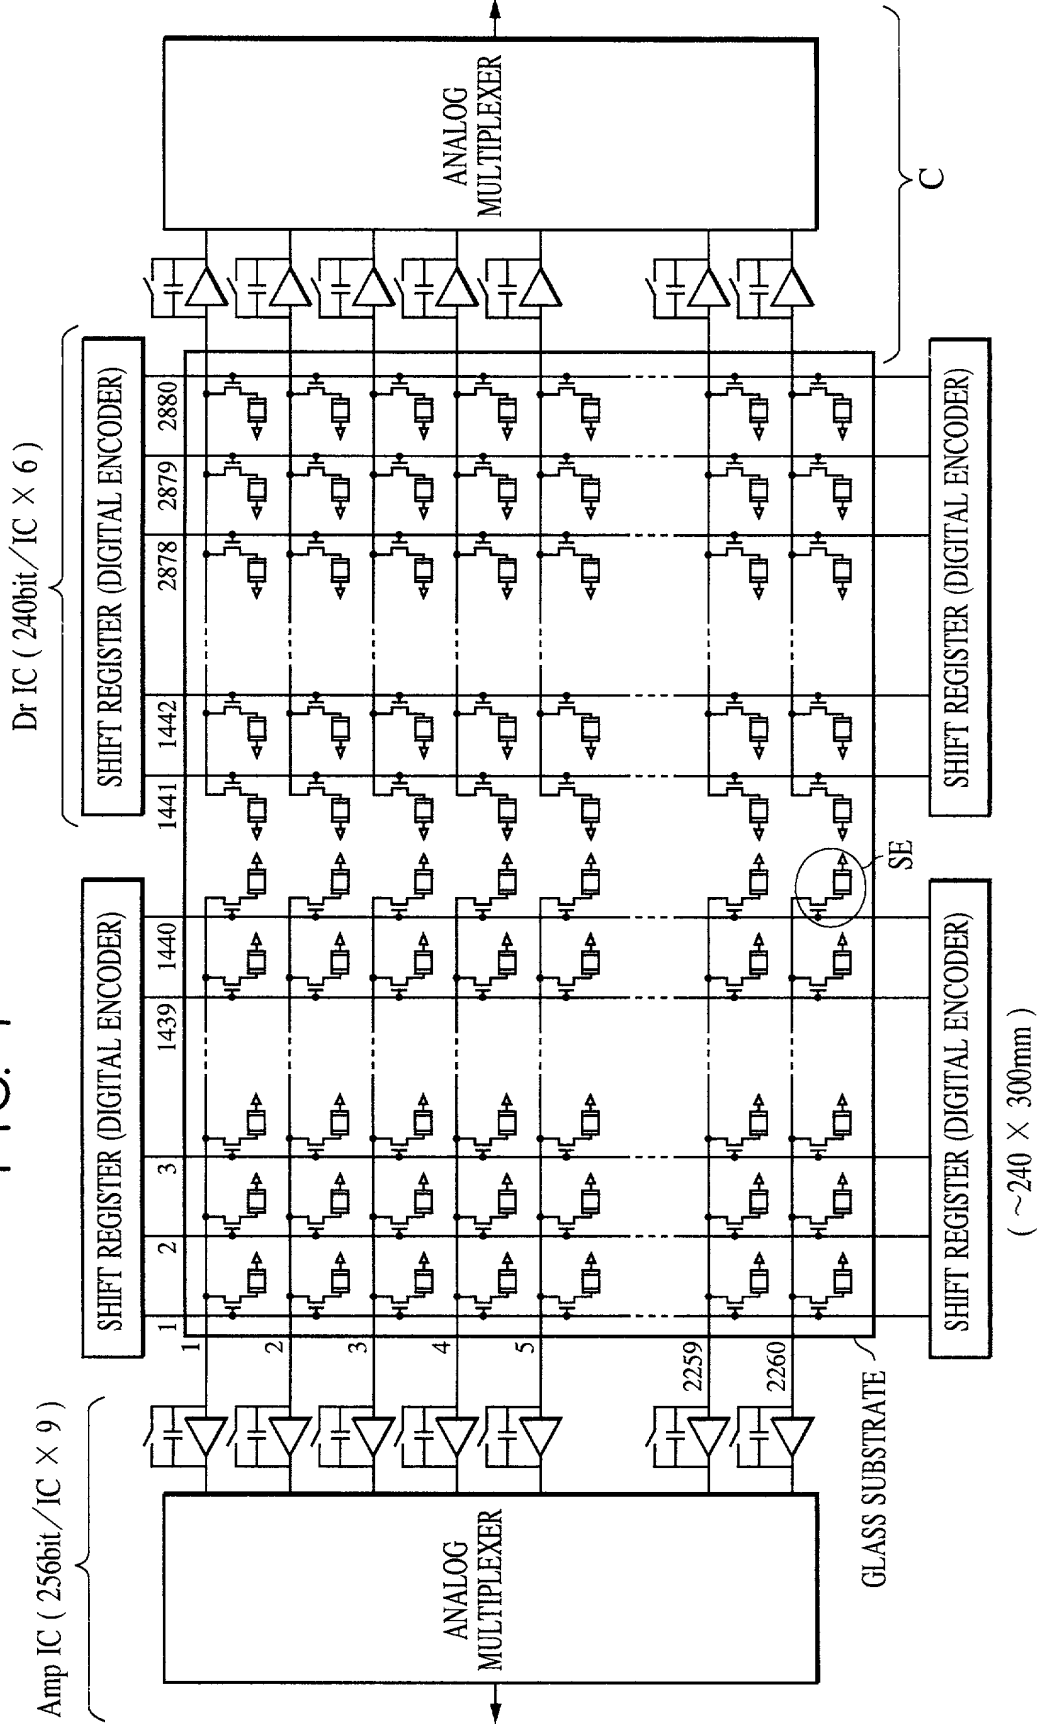 Amp IC ( 256bit/IC × 9 )
Dr IC ( 240bit/IC × 6 )
SHIFT REGISTER (DIGITAL ENCODER)
SHIFT REGISTER (DIGITAL ENCODER)
1 2 3 1439 1440 1441 1442 2878 2879 2880
1
2
3
4
5
2259
2260
ANALOG
MULTIPLEXER
ANALOG
MULTIPLEXER
GLASS SUBSTRATE
SE
C
SHIFT REGISTER (DIGITAL ENCODER)
SHIFT REGISTER (DIGITAL ENCODER)
( ~240 × 300mm )